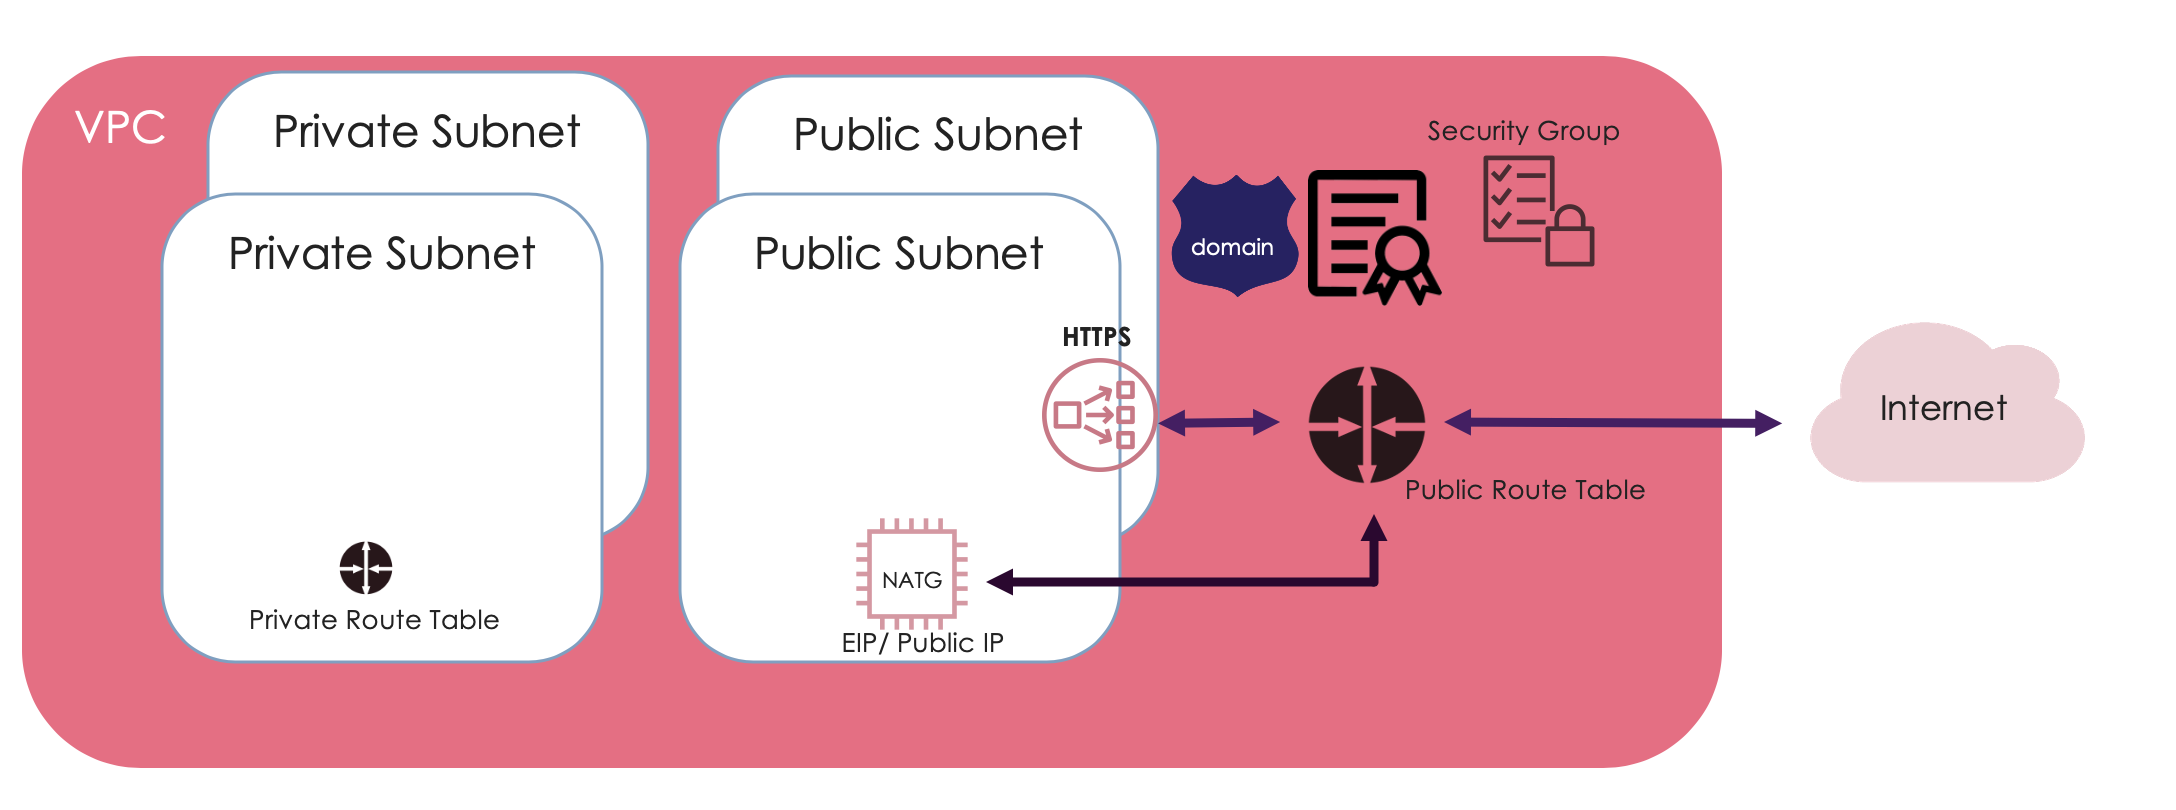 VPC
Private Subnet
Public Subnet
Security Group
Private Subnet
Public Subnet
domain
HTTPS
Internet
Public Route Table
NATG
Private Route Table
EIP/ Public IP